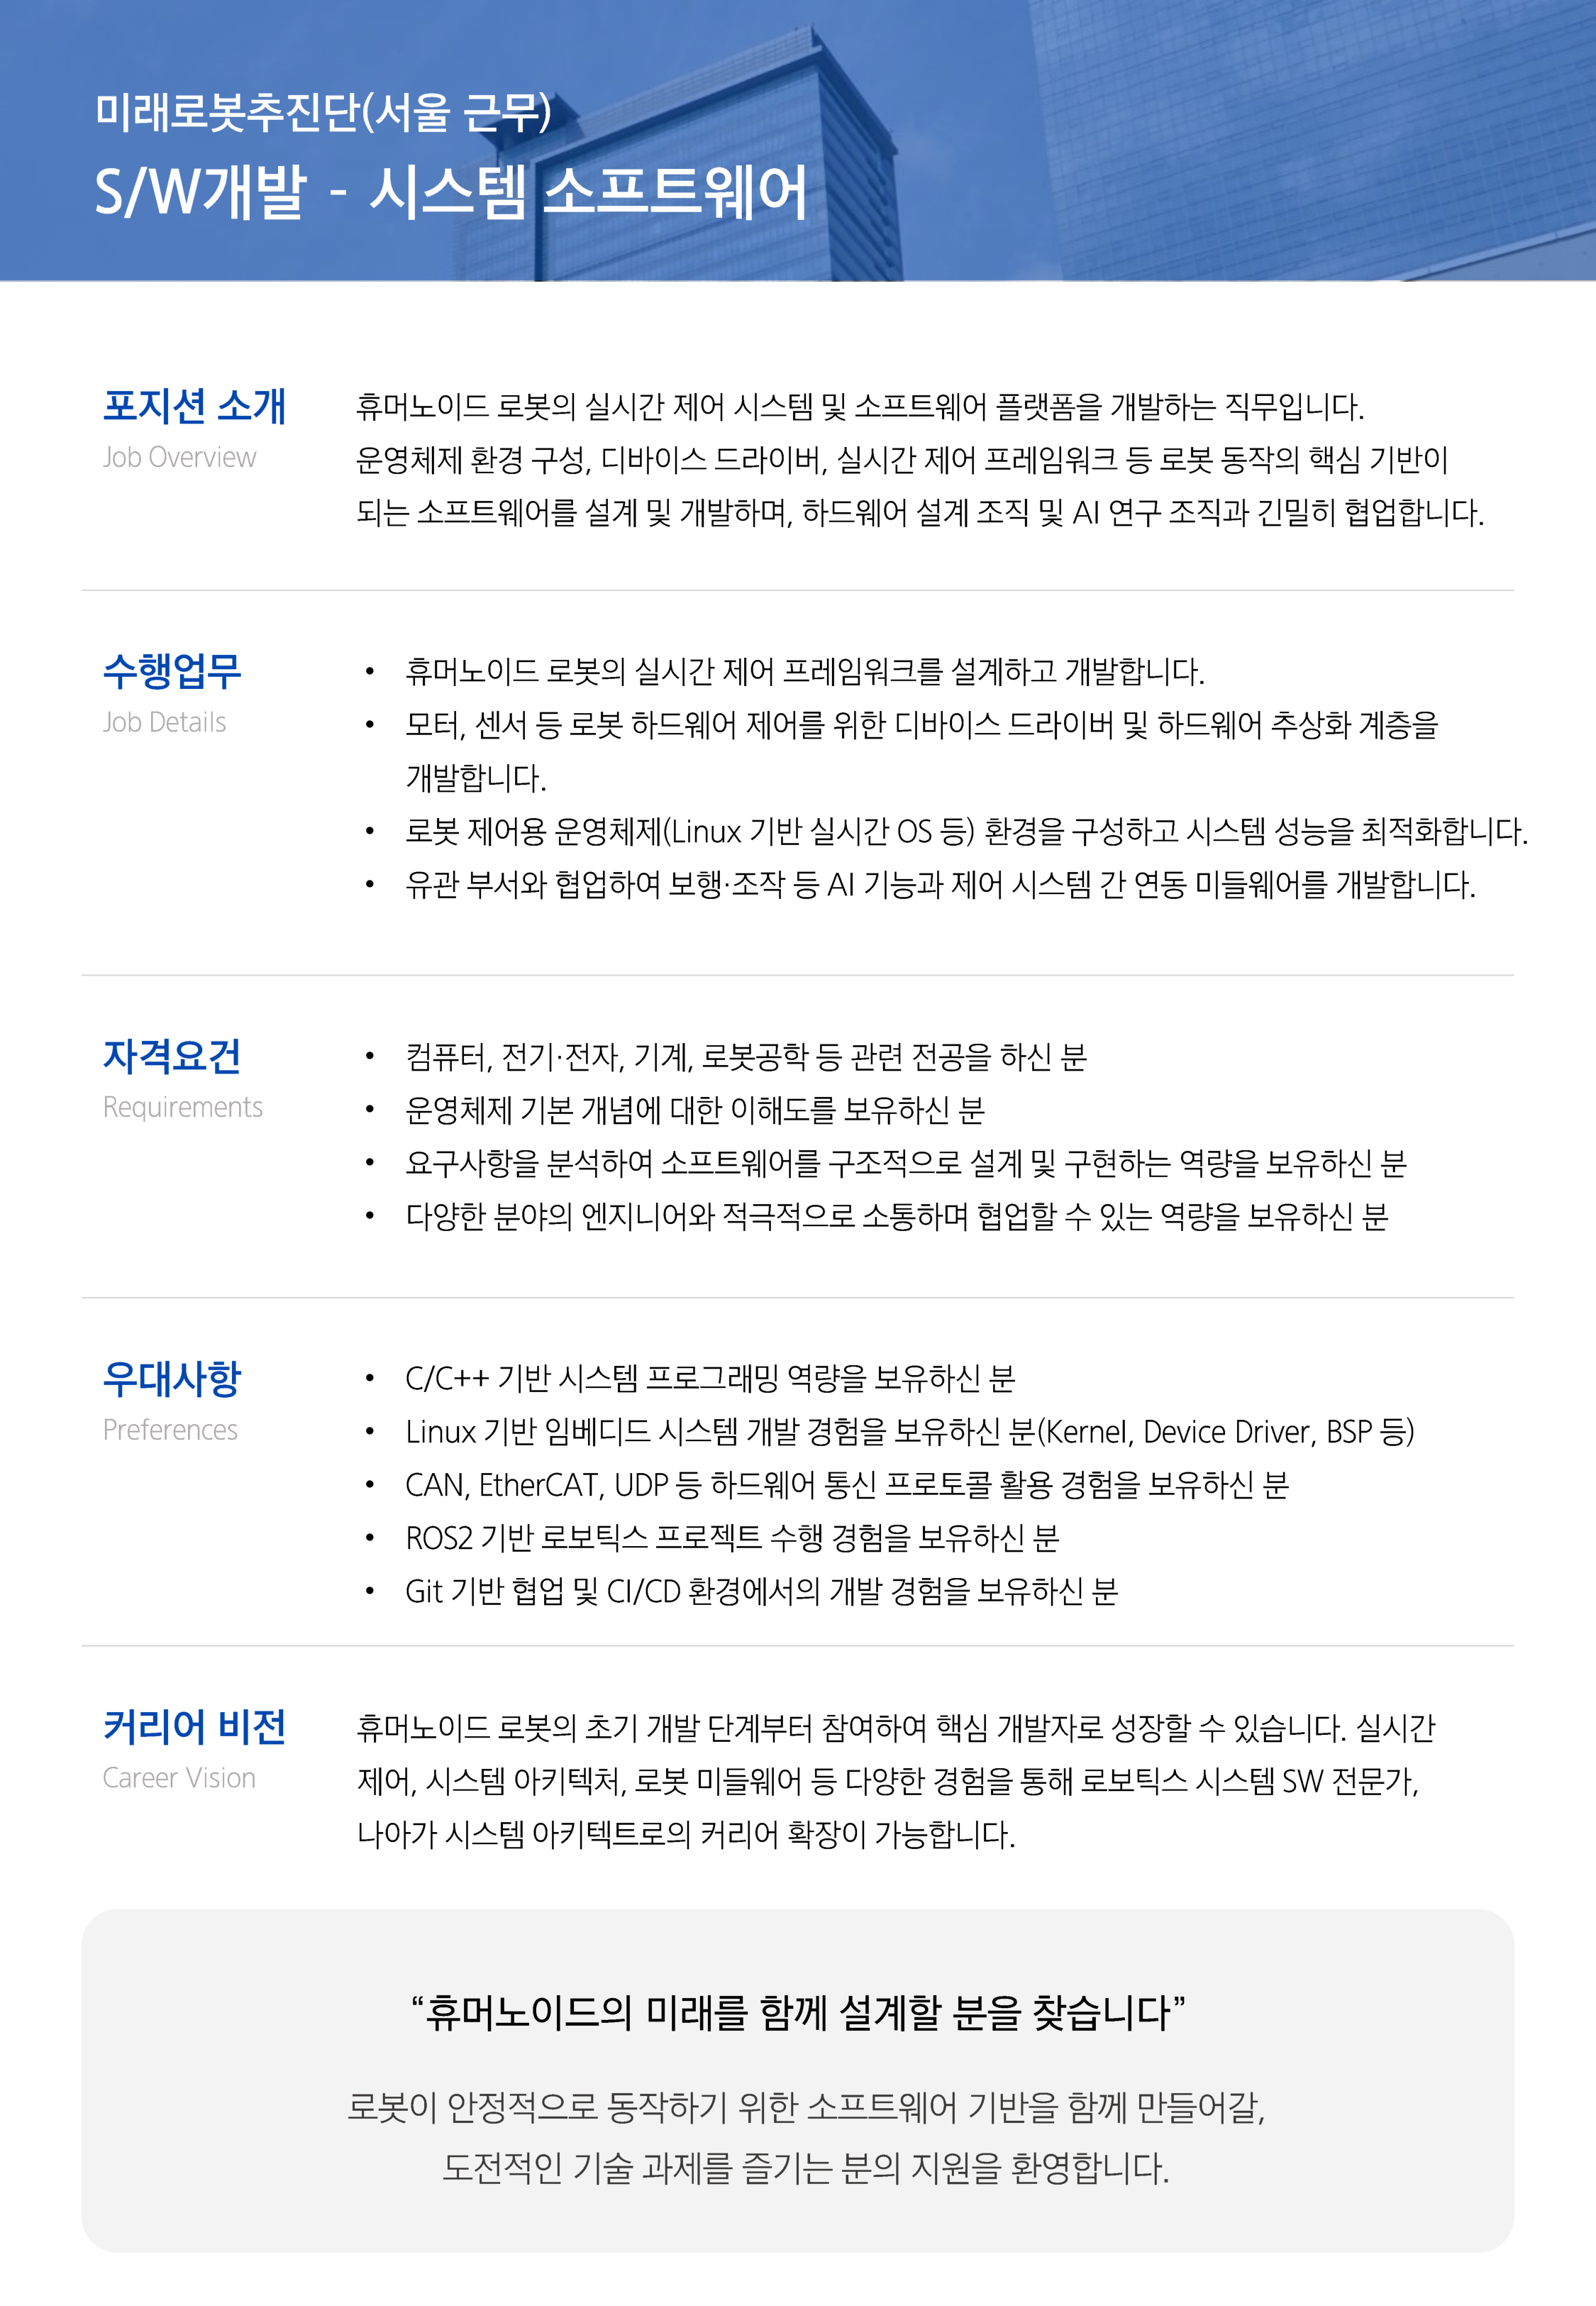 미래로봇추진단(서울 근무)
S/W개발 - 시스템 소프트웨어
포지션 소개
Job Overview
휴머노이드 로봇의 실시간 제어 시스템 및 소프트웨어 플랫폼을 개발하는 직무입니다.
운영체제 환경 구성, 디바이스 드라이버, 실시간 제어 프레임워크 등 로봇 동작의 핵심 기반이
되는 소프트웨어를 설계 및 개발하며, 하드웨어 설계 조직 및 AI 연구 조직과 긴밀히 협업합니다.
수행업무
Job Details
• 휴머노이드 로봇의 실시간 제어 프레임워크를 설계하고 개발합니다.
• 모터, 센서 등 로봇 하드웨어 제어를 위한 디바이스 드라이버 및 하드웨어 추상화 계층을
개발합니다.
• 로봇 제어용 운영체제(Linux 기반 실시간 OS 등) 환경을 구성하고 시스템 성능을 최적화합니다.
• 유관 부서와 협업하여 보행·조작 등 AI 기능과 제어 시스템 간 연동 미들웨어를 개발합니다.
자격요건
Requirements
• 컴퓨터, 전기·전자, 기계, 로봇공학 등 관련 전공을 하신 분
• 운영체제 기본 개념에 대한 이해도를 보유하신 분
• 요구사항을 분석하여 소프트웨어를 구조적으로 설계 및 구현하는 역량을 보유하신 분
• 다양한 분야의 엔지니어와 적극적으로 소통하며 협업할 수 있는 역량을 보유하신 분
우대사항
Preferences
• C/C++ 기반 시스템 프로그래밍 역량을 보유하신 분
• Linux 기반 임베디드 시스템 개발 경험을 보유하신 분(Kernel, Device Driver, BSP 등)
• CAN, EtherCAT, UDP 등 하드웨어 통신 프로토콜 활용 경험을 보유하신 분
• ROS2 기반 로보틱스 프로젝트 수행 경험을 보유하신 분
• Git 기반 협업 및 CI/CD 환경에서의 개발 경험을 보유하신 분
커리어 비전
Career Vision
휴머노이드 로봇의 초기 개발 단계부터 참여하여 핵심 개발자로 성장할 수 있습니다. 실시간
제어, 시스템 아키텍처, 로봇 미들웨어 등 다양한 경험을 통해 로보틱스 시스템 SW 전문가,
나아가 시스템 아키텍트로의 커리어 확장이 가능합니다.
“휴머노이드의 미래를 함께 설계할 분을 찾습니다”
로봇이 안정적으로 동작하기 위한 소프트웨어 기반을 함께 만들어갈,
도전적인 기술 과제를 즐기는 분의 지원을 환영합니다.